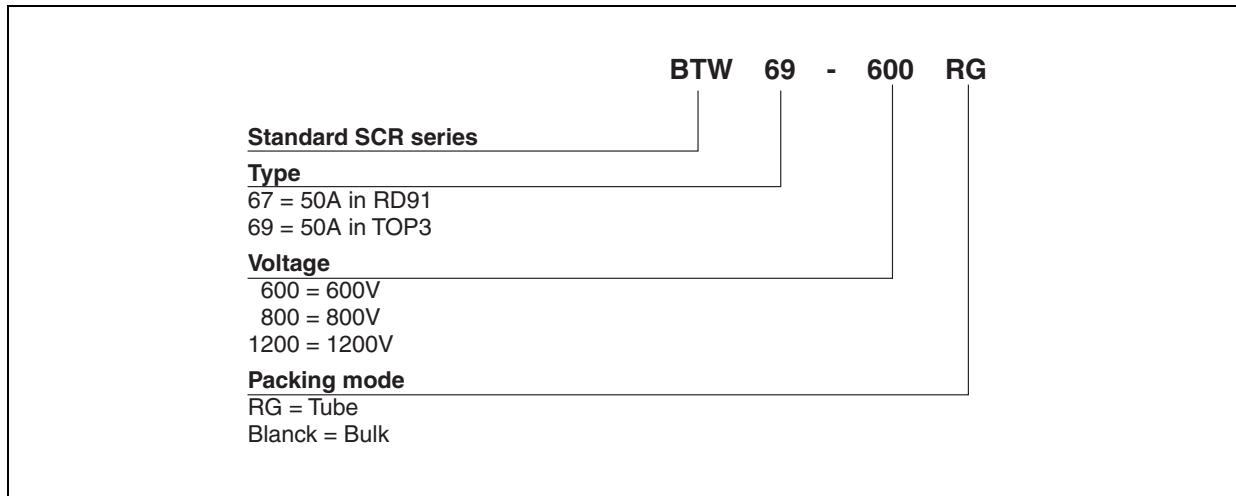 BTW 69 - 600 RG
Standard SCR series
Type
67 = 50A in RD91
69 = 50A in TOP3
Voltage
600 = 600V
800 = 800V
1200 = 1200V
Packing mode
RG = Tube
Blanck = Bulk